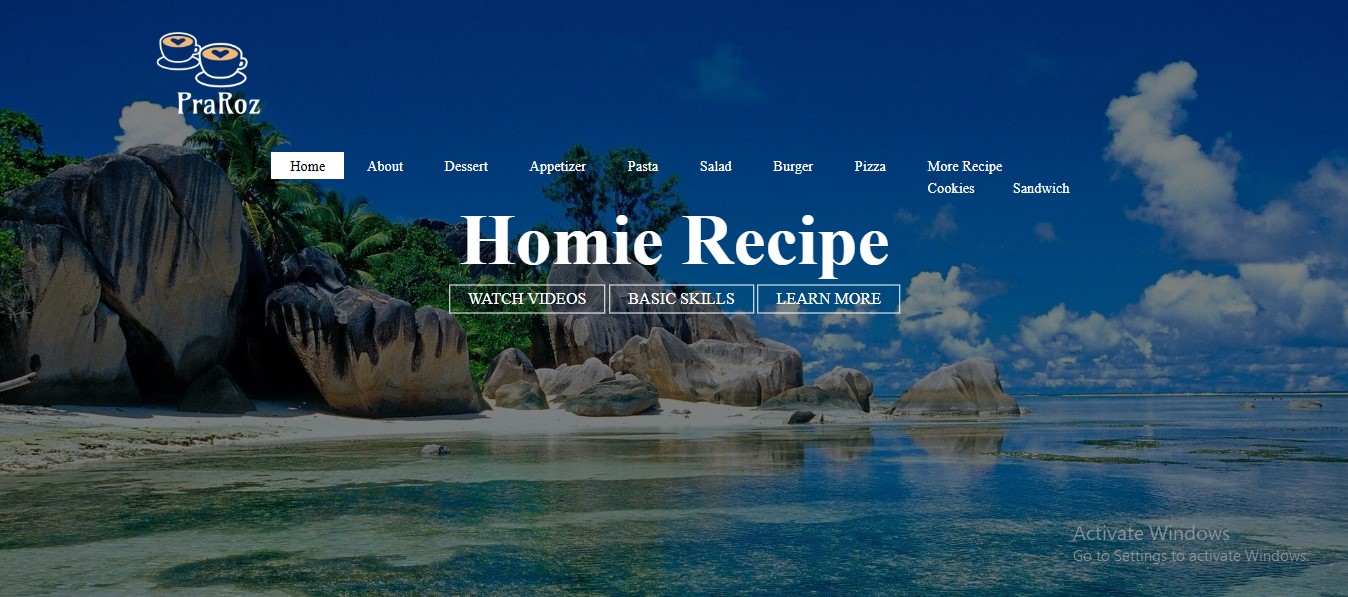 PraRoz
Home About Dessert Appetizer Pasta Salad Burger Pizza More Recipe
Cookies Sandwich
Homie Recipe
WATCH VIDEOS BASIC SKILLS LEARN MORE
Activate Windows
Go to Settings to activate Windows.